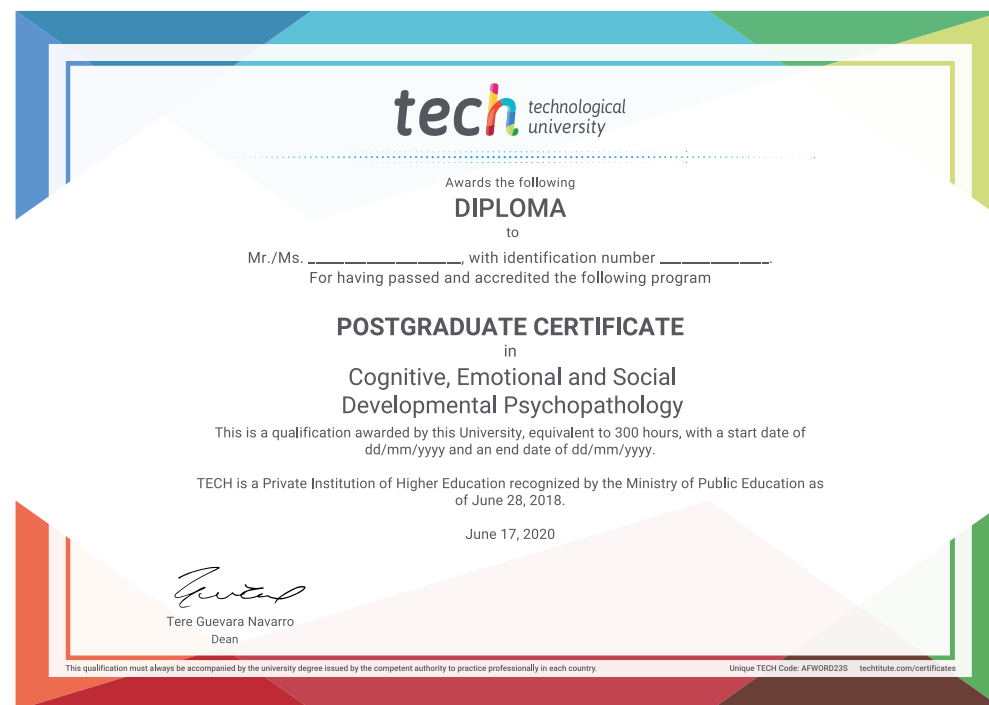 tech technological
university
Awards the following
DIPLOMA
to
Mr./Ms. ____________________, with identification number ______________.
For having passed and accredited the following program
POSTGRADUATE CERTIFICATE
in
Cognitive, Emotional and Social
Developmental Psychopathology
This is a qualification awarded by this University, equivalent to 300 hours, with a start date of
dd/mm/yyyy and an end date of dd/mm/yyyy.
TECH is a Private Institution of Higher Education recognized by the Ministry of Public Education as
of June 28, 2018.
June 17, 2020
Tere Guevara Navarro
Dean
This qualification must always be accompanied by the university degree issued by the competent authority to practice professionally in each country.
Unique TECH Code: AFWORD23S techtitute.com/certificates